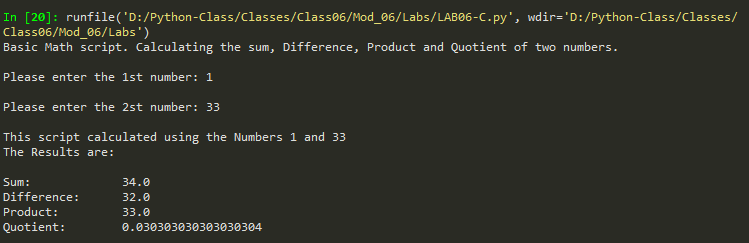 In [20]: runfile('D:/Python-Class/Classes/Class06/Mod_06/Labs/LAB06-C.py', wdir='D:/Python-Class/Classes/
Class06/Mod_06/Labs')
Basic Math script. Calculating the sum, Difference, Product and Quotient of two numbers.
Please enter the 1st number: 1
Please enter the 2st number: 33
This script calculated using the Numbers 1 and 33
The Results are:
Sum: 34.0
Difference: 32.0
Product: 33.0
Quotient: 0.030303030303030304